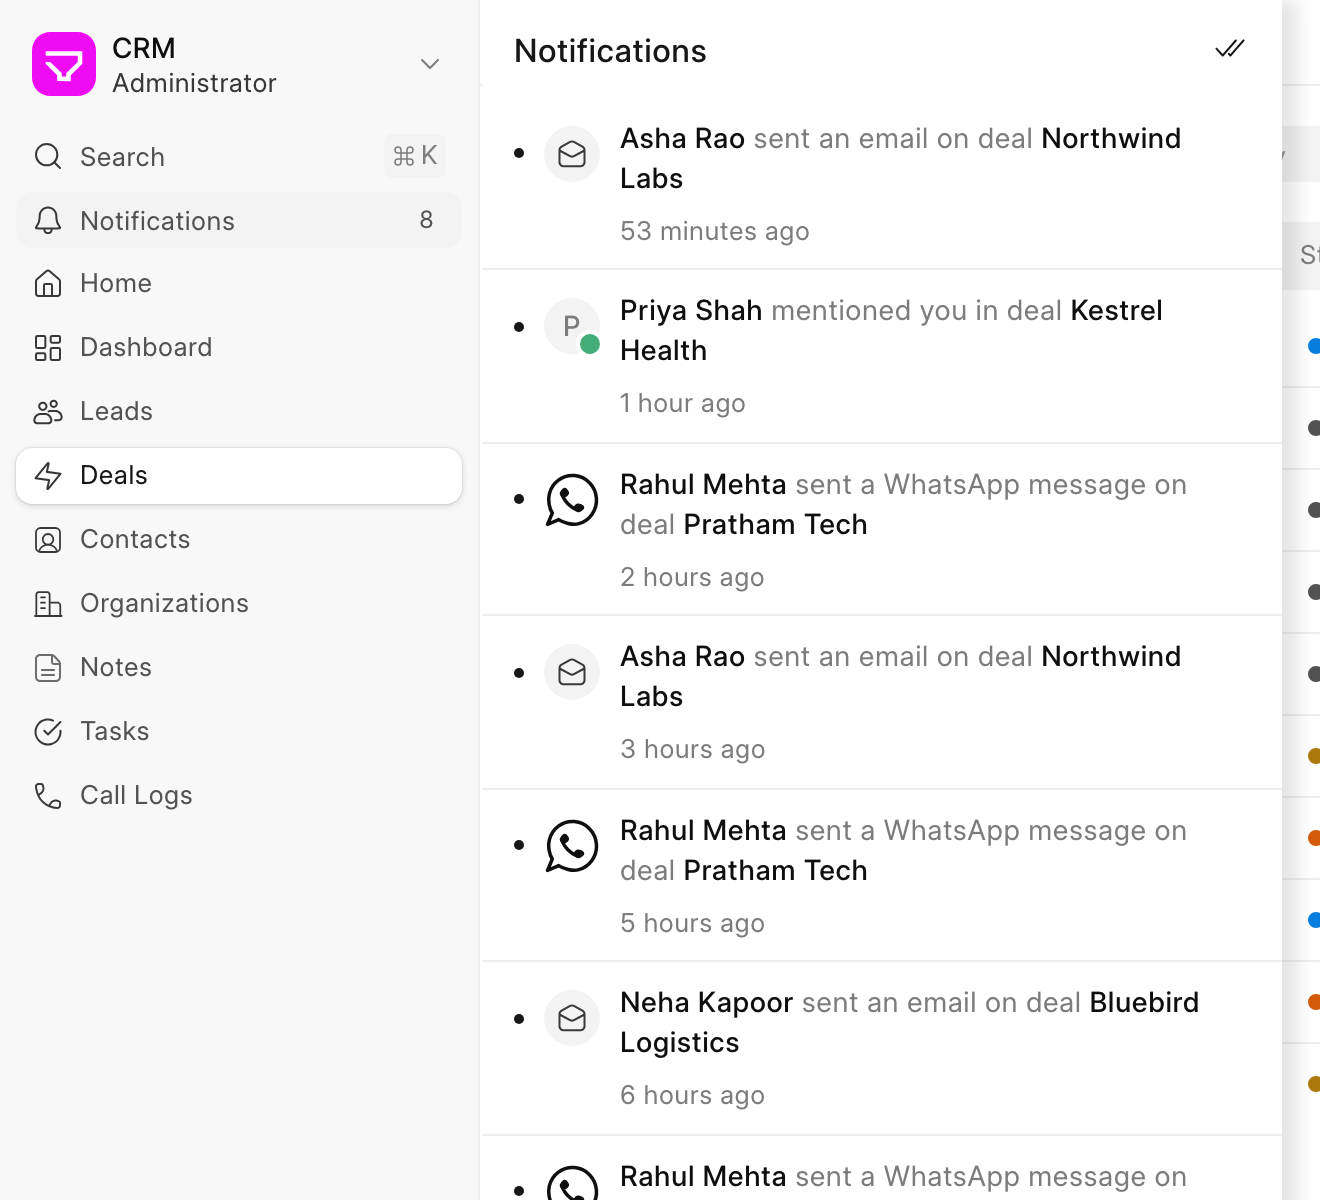 CRM
Administrator
Search
⌘ K
Notifications
8
Home
Dashboard
Leads
Deals
Contacts
Organizations
Notes
Tasks
Call Logs
Notifications
Asha Rao sent an email on deal Northwind
Labs
53 minutes ago
P
Priya Shah mentioned you in deal Kestrel
Health
1 hour ago
Rahul Mehta sent a WhatsApp message on
deal Pratham Tech
2 hours ago
Asha Rao sent an email on deal Northwind
Labs
3 hours ago
Rahul Mehta sent a WhatsApp message on
deal Pratham Tech
5 hours ago
Neha Kapoor sent an email on deal Bluebird
Logistics
6 hours ago
Rahul Mehta sent a WhatsApp message on